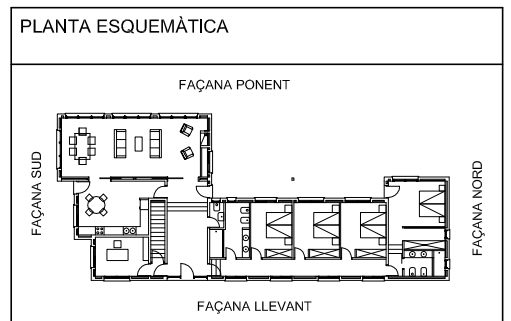 PLANTA ESQUEMÀTICA
FAÇANA PONENT
FAÇANA SUD
FAÇANA NORD
FAÇANA LLEVANT